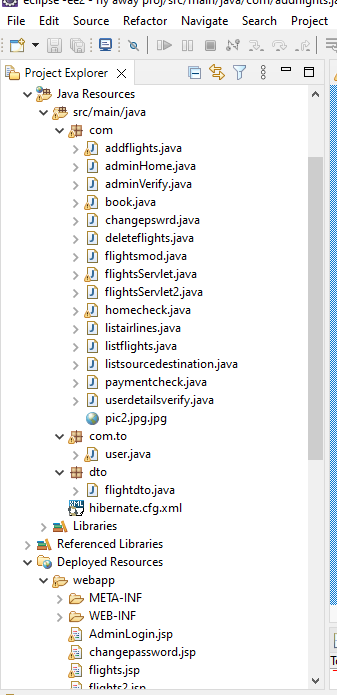 eclipse -ee2 - fly away proj/src/main/java/com/addflights.ja
File Edit Source Refactor Navigate Search Project
Project Explorer
Java Resources
src/main/java
com
addflights.java
adminHome.java
adminVerify.java
book.java
changepswrd.java
deleteflights.java
flightsmod.java
flightsServlet.java
flightsServlet2.java
homecheck.java
listairlines.java
listflights.java
listsourcedestination.java
paymentcheck.java
userdetailsverify.java
pic2.jpg.jpg
com.to
user.java
dto
flightdto.java
hibernate.cfg.xml
Libraries
Referenced Libraries
Deployed Resources
webapp
META-INF
WEB-INF
AdminLogin.jsp
changepassword.jsp
flights.jsp
flights2.jsp